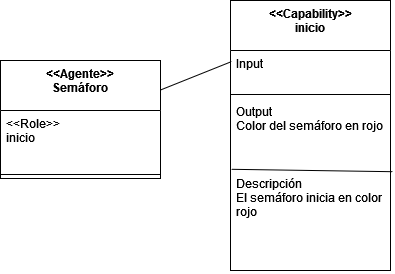 <<Agente>>
Semáforo
<<Role>>
inicio
<<Capability>>
inicio
Input
Output
Color del semáforo en rojo
Descripción
El semáforo inicia en color
rojo